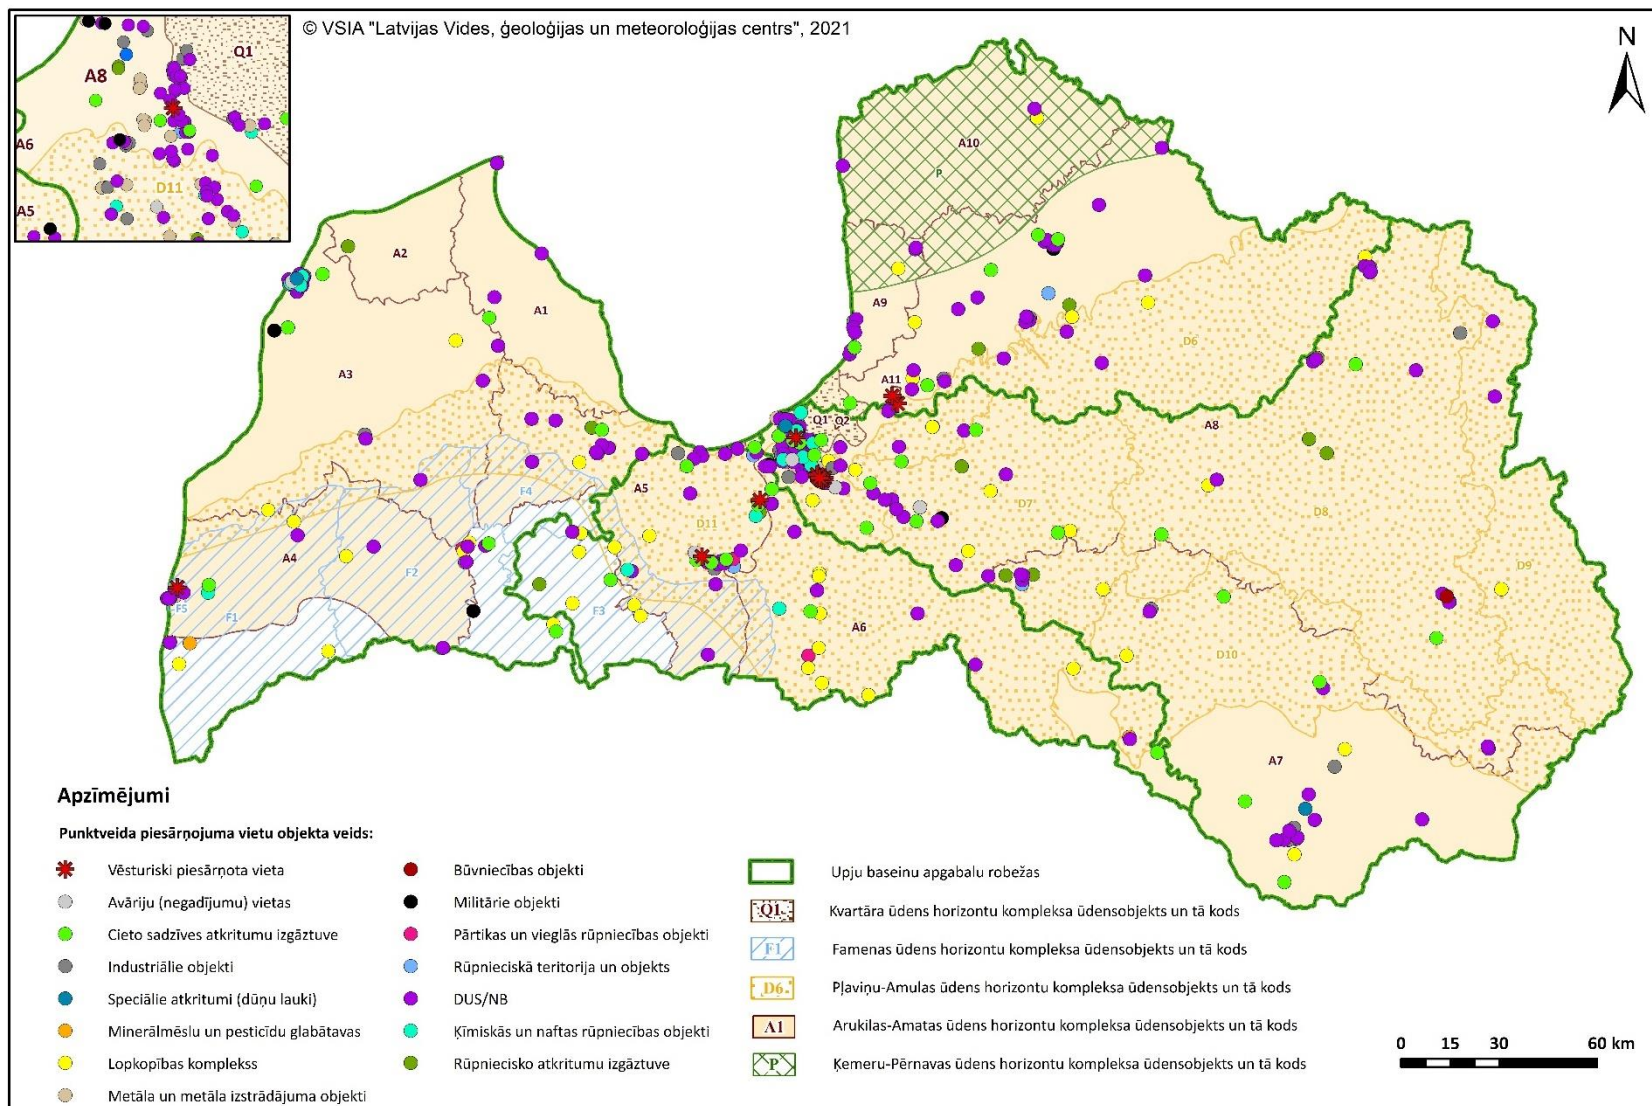 © VSIA "Latvijas Vides, ģeoloģijas un meteoroloģijas centrs", 2021
N
Q1
A8
A6
D11
A5
A10
P
A2
A1
A9
A3
D6
A11
Q1
Q2
A8
F4
A5
D7
D8
D11
A4
F2
D9
F5
F1
F3
A6
D10
A7
Apzīmējumi
Punktveida piesārņojuma vietu objekta veids:
Vēsturiski piesārņota vieta
Avāriju (negadījumu) vietas
Cieto sadzīves atkritumu izgāztuve
Industriālie objekti
Speciālie atkritumi (dūņu lauki)
Minerālmēslu un pesticīdu glabātavas
Lopkopības komplekss
Metāla un metāla izstrādājuma objekti
Būvniecības objekti
Militārie objekti
Pārtikas un vieglās rūpniecības objekti
Rūpnieciskā teritorija un objekts
DUS/NB
Ķīmiskās un naftas rūpniecības objekti
Rūpniecisko atkritumu izgāztuve
Upju baseinu apgabalu robežas
Q1 Kvartāra ūdens horizontu kompleksa ūdensobjekts un tā kods
F1 Famenas ūdens horizontu kompleksa ūdensobjekts un tā kods
D6 Pļaviņu-Amulas ūdens horizontu kompleksa ūdensobjekts un tā kods
A1 Arukilas-Amatas ūdens horizontu kompleksa ūdensobjekts un tā kods
P Ķemeru-Pērnavas ūdens horizontu kompleksa ūdensobjekts un tā kods
0 15 30 60 km